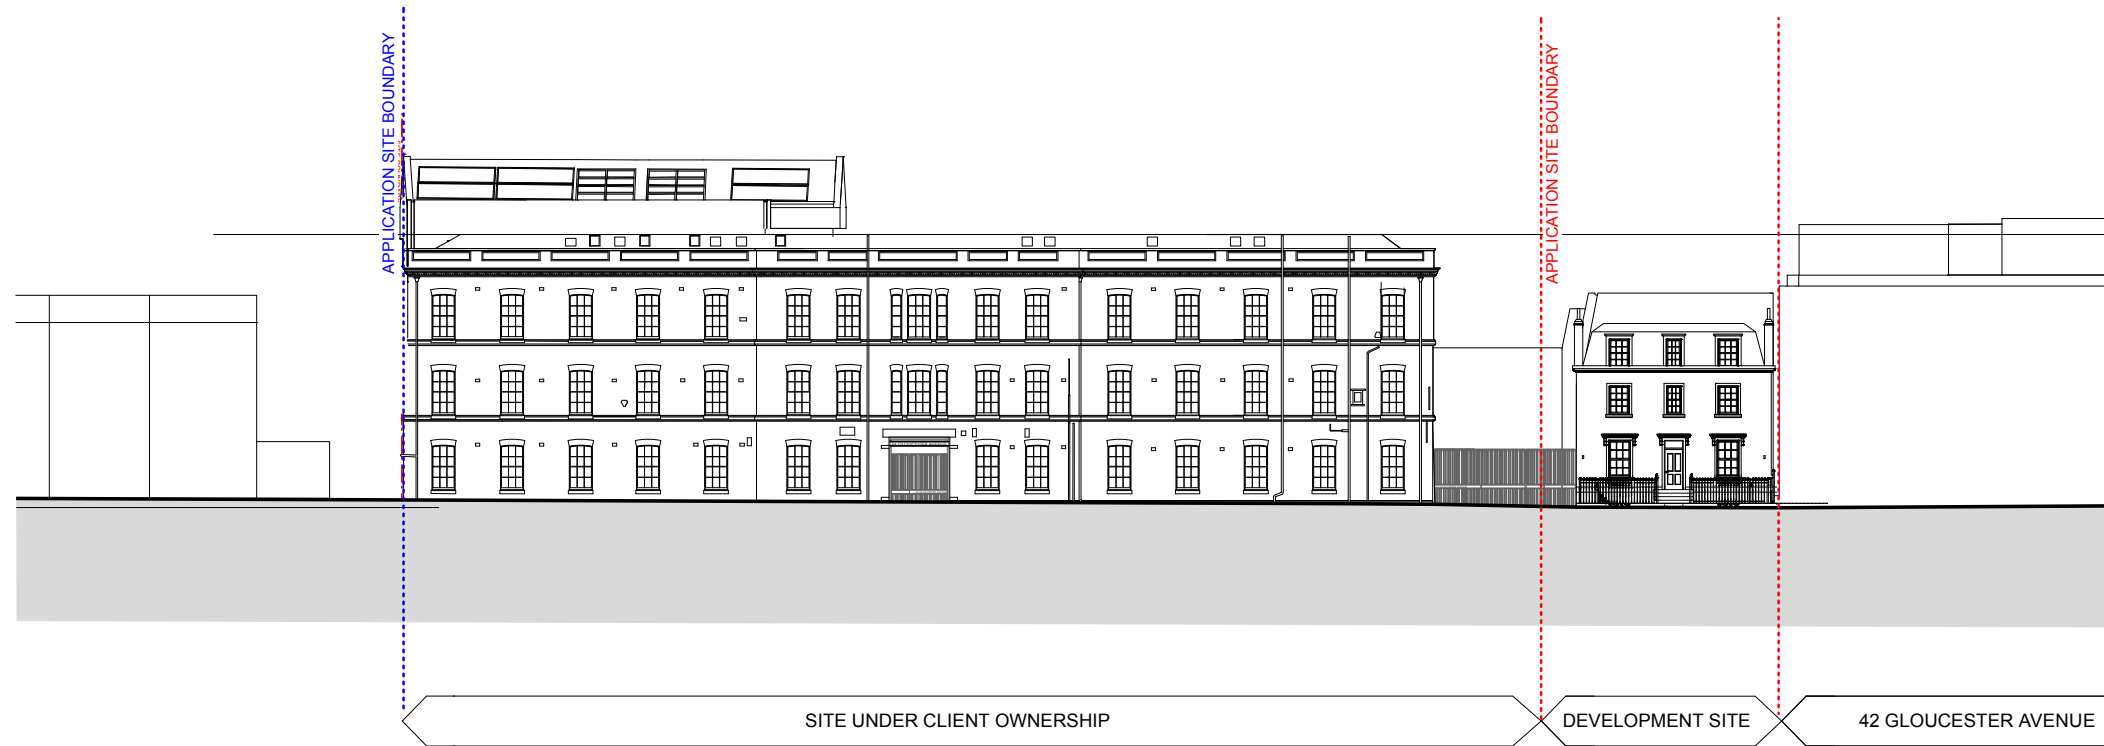 APPLICATION SITE BOUNDARY
APPLICATION SITE BOUNDARY
SITE UNDER CLIENT OWNERSHIP
DEVELOPMENT SITE
42 GLOUCESTER AVENUE